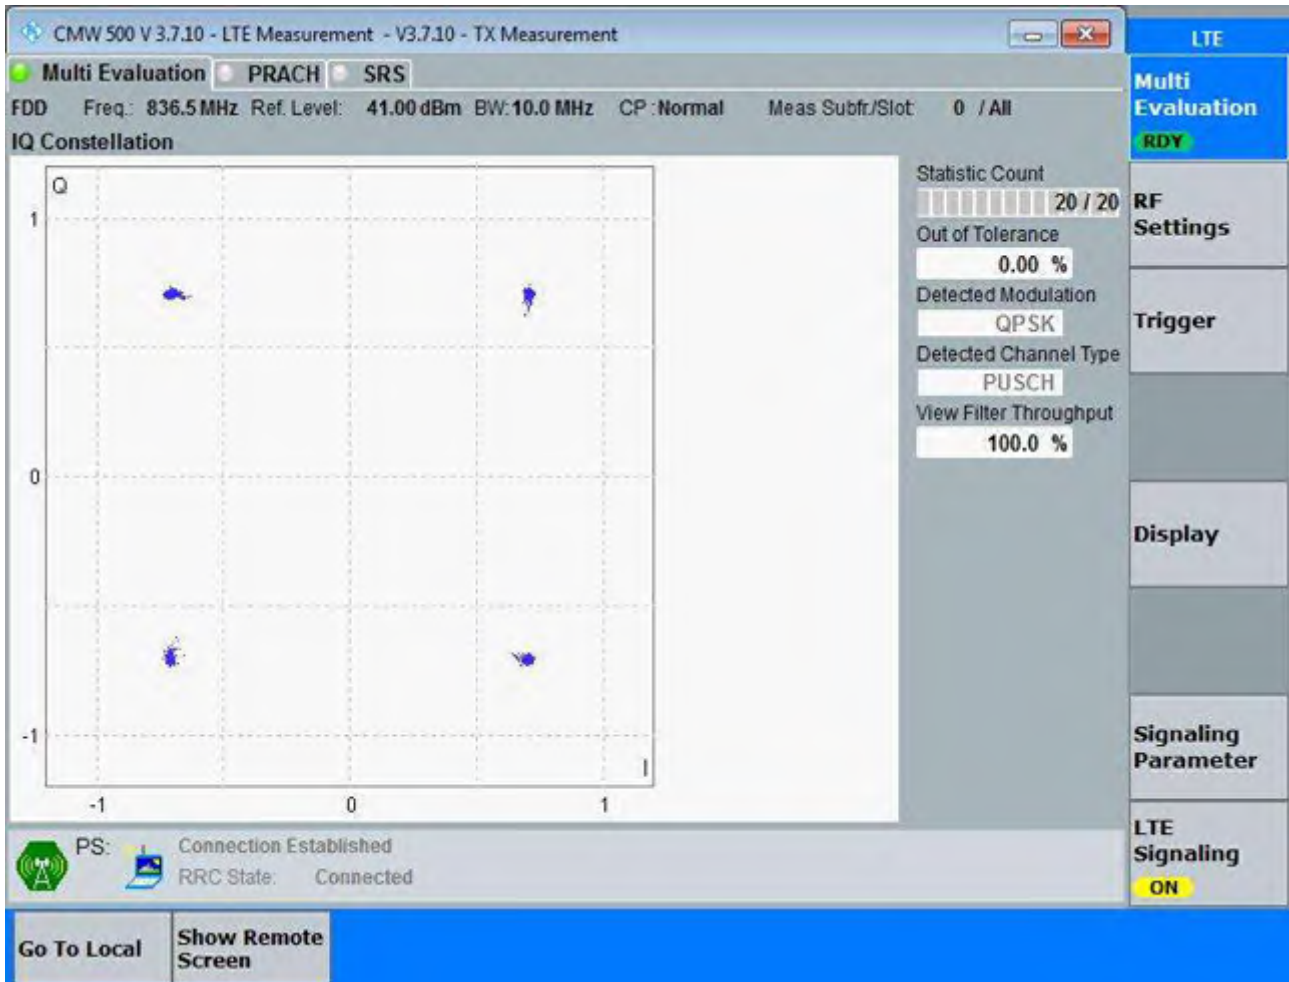 CMW 500 V 3.7.10 - LTE Measurement - V3.7.10 - TX Measurement
LTE
Multi Evaluation PRACH SRS
FDD Freq.: 836.5 MHz Ref. Level: 41.00 dBm BW: 10.0 MHz CP : Normal Meas Subfr./Slot: 0 / All
IQ Constellation
Q
1
0
-1
I
-1 0 1
Statistic Count
20 / 20
Out of Tolerance
0.00 %
Detected Modulation
QPSK
Detected Channel Type
PUSCH
View Filter Throughput
100.0 %
Multi
Evaluation
RDY
RF
Settings
Trigger
Display
Signaling
Parameter
LTE
Signaling
ON
PS: Connection Established
RRC State: Connected
Go To Local
Show Remote
Screen